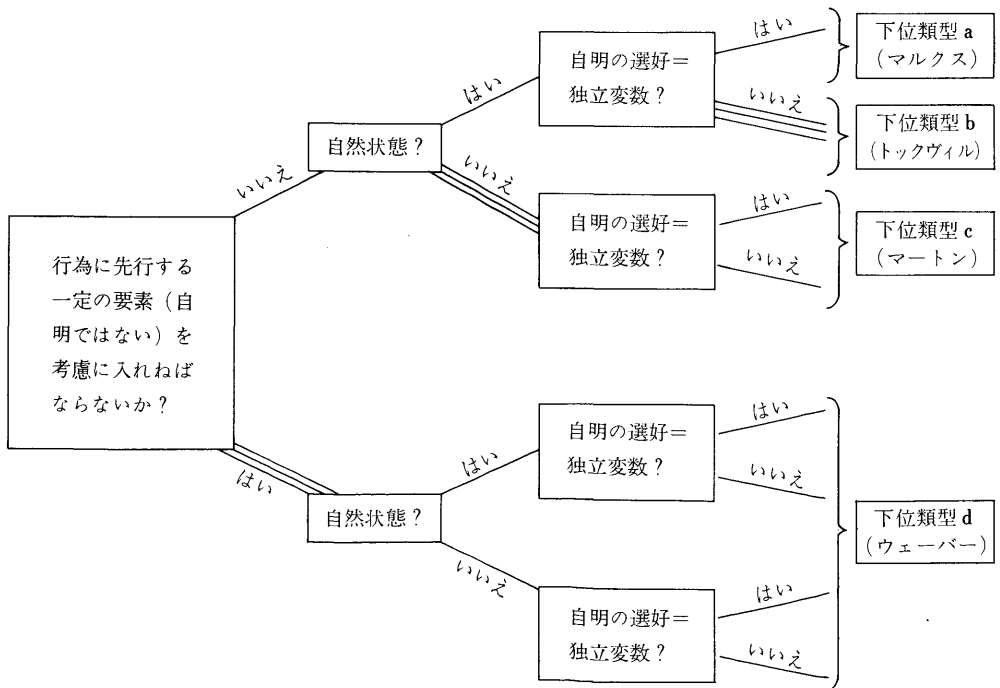 行為に先行する
一定の要素（自
明ではない）を
考慮に入れねば
ならないか？
いいえ
はい
自然状態？
はい
いいえ
自明の選好＝
独立変数？
はい
いいえ
下位類型 a
（マルクス）
下位類型 b
（トックヴィル）
自明の選好＝
独立変数？
はい
いいえ
下位類型 c
（マートン）
自然状態？
はい
いいえ
自明の選好＝
独立変数？
はい
いいえ
自明の選好＝
独立変数？
はい
いいえ
下位類型 d
（ウェーバー）